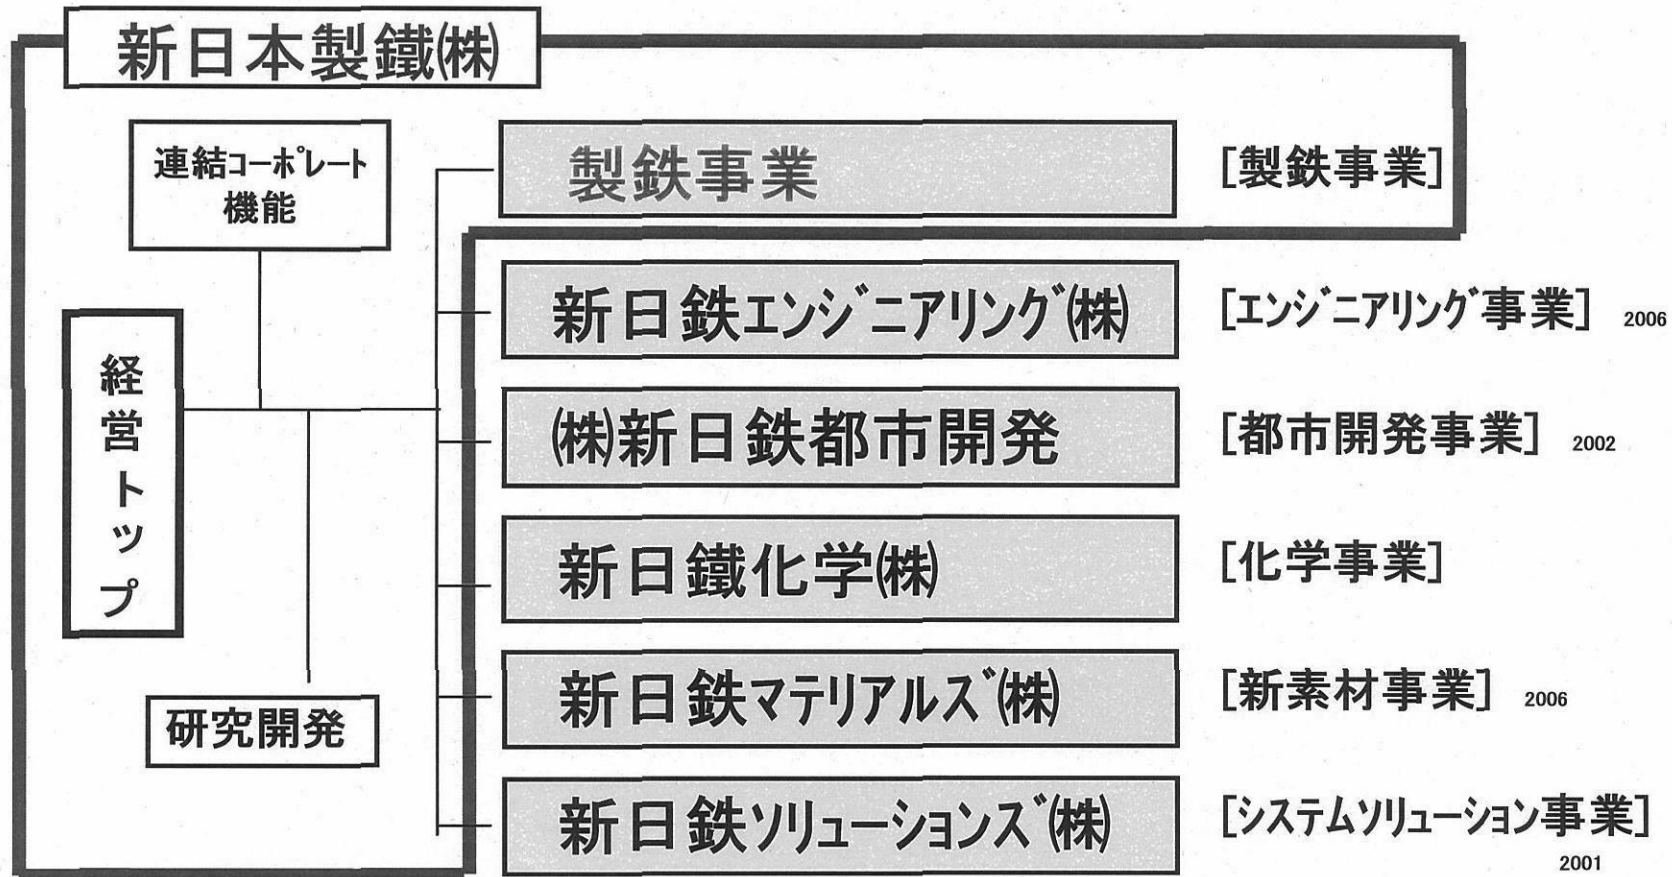 新日本製鐵㈱
連結コーポレート
機能
製鉄事業
[製鉄事業]
新日鉄エンジニアリング㈱
[エンジニアリング事業] 2006
経営トップ
㈱新日鉄都市開発
[都市開発事業] 2002
新日鐵化学㈱
[化学事業]
新日鉄マテリアルズ㈱
[新素材事業] 2006
研究開発
新日鉄ソリューションズ㈱
[システムソリューション事業]
2001